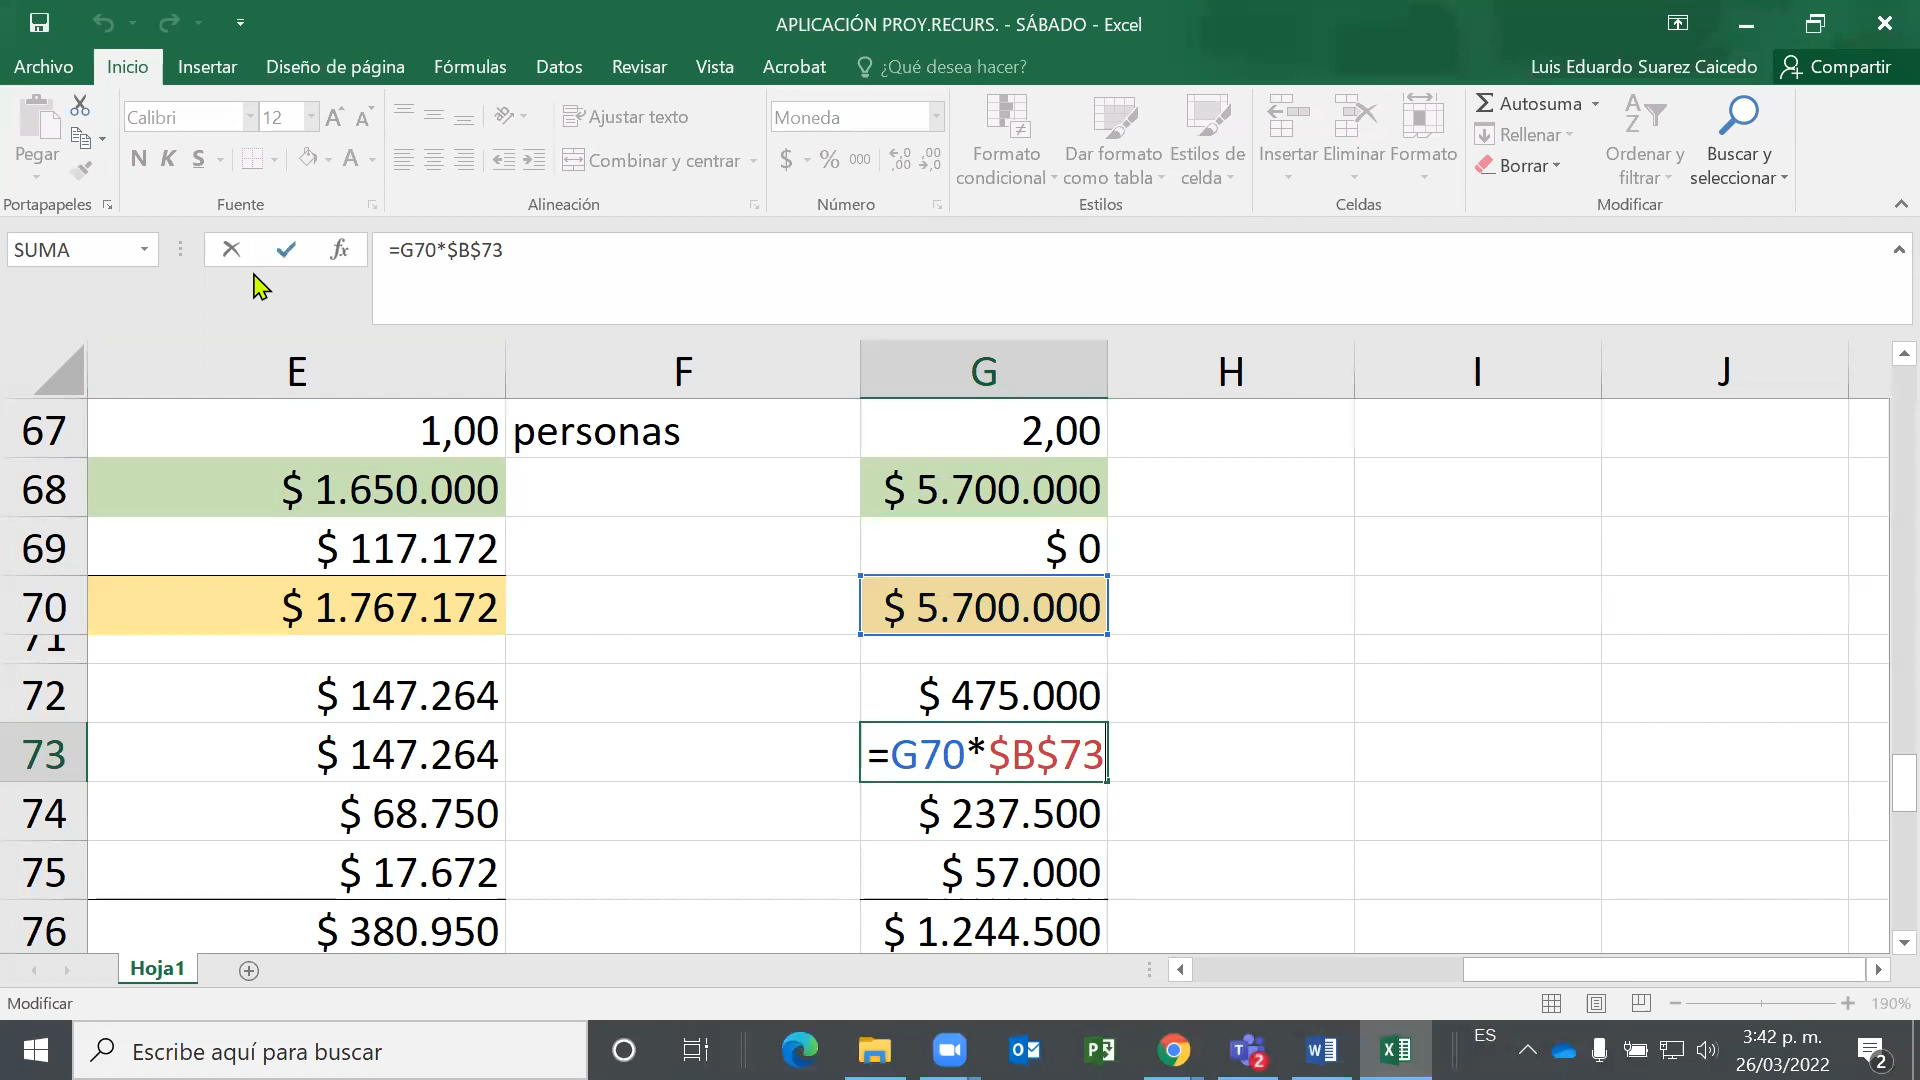 APLICACIÓN PROY.RECURS. - SÁBADO - Excel
Archivo Inicio Insertar Diseño de página Fórmulas Datos Revisar Vista Acrobat ¿Qué desea hacer? Luis Eduardo Suarez Caicedo Compartir
Pegar
Calibri 12
N K S
Ajustar texto
Combinar y centrar
Moneda
$ % 000
Formato condicional
Dar formato como tabla
Estilos de celda
Insertar Eliminar Formato
Autosuma
Rellenar
Borrar
Ordenar y filtrar
Buscar y seleccionar
Portapapeles Fuente Alineación Número Estilos Celdas Modificar
SUMA fx =G70*$B$73
E F G H I J
67 1,00 personas 2,00
68 $ 1.650.000 $ 5.700.000
69 $ 117.172 $ 0
70 $ 1.767.172 $ 5.700.000
71
72 $ 147.264 $ 475.000
73 $ 147.264 =G70*$B$73
74 $ 68.750 $ 237.500
75 $ 17.672 $ 57.000
76 $ 380.950 $ 1.244.500
Hoja1
Modificar 190%
Escribe aquí para buscar
ES
3:42 p. m.
26/03/2022
2
2